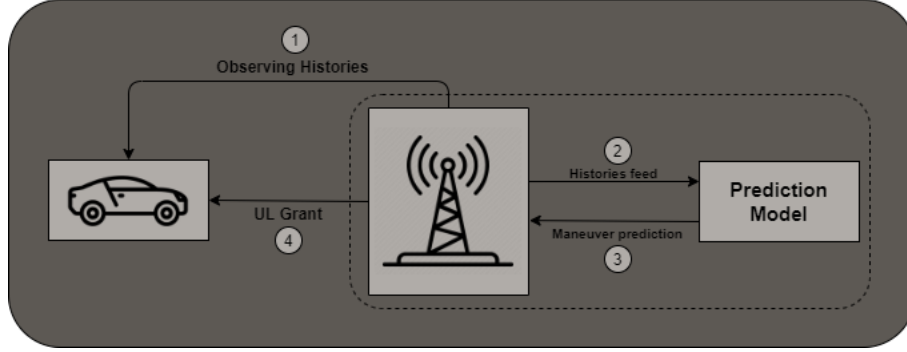 1
Observing Histories
2
Histories feed
Prediction
Model
UL Grant
4
Maneuver prediction
3